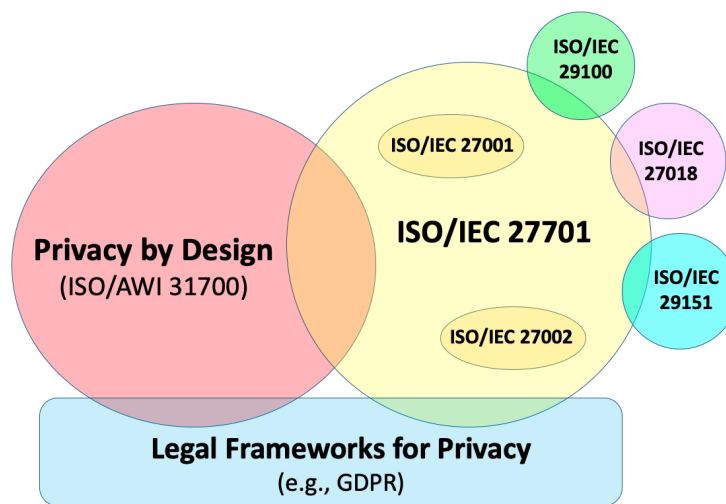 ISO/IEC
29100
ISO/IEC 27001
ISO/IEC
27018
ISO/IEC 27701
Privacy by Design
(ISO/AWI 31700)
ISO/IEC
29151
ISO/IEC 27002
Legal Frameworks for Privacy
(e.g., GDPR)